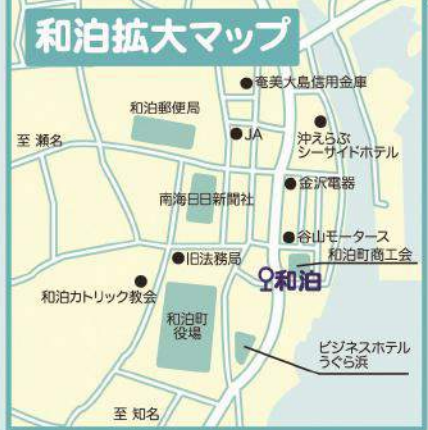 和泊拡大マップ
奄美大島信用金庫
和泊郵便局
JA
沖えらぶ
シーサイドホテル
至 瀬名
金沢電器
南海日日新聞社
谷山モータース
和泊町商工会
旧法務局
和泊
和泊カトリック教会
和泊町
役場
ビジネスホテル
うぐら浜
至 知名